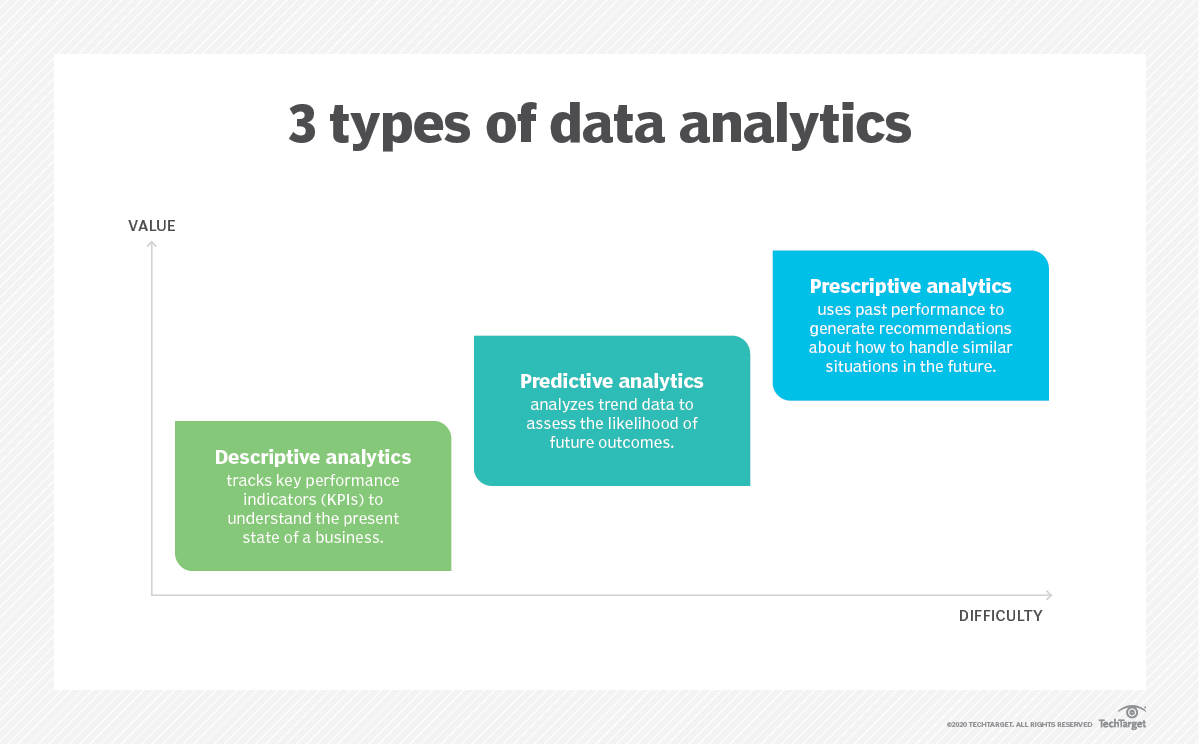 3 types of data analytics
VALUE
Prescriptive analytics
uses past performance to
generate recommendations
about how to handle similar
situations in the future.
Predictive analytics
analyzes trend data to
assess the likelihood of
future outcomes.
Descriptive analytics
tracks key performance
indicators (KPIs) to
understand the present
state of a business.
DIFFICULTY
©2020 TECHTARGET. ALL RIGHTS RESERVED
TechTarget